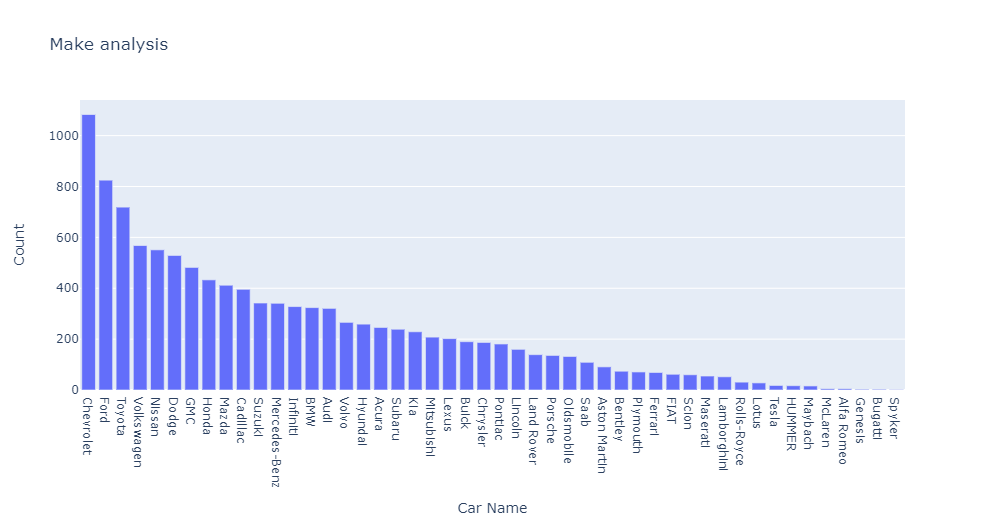 Make analysis
Count
1000
800
600
400
200
0
Chevrolet
Ford
Toyota
Volkswagen
Nissan
Dodge
GMC
Honda
Mazda
Cadillac
Suzuki
Mercedes-Benz
Infiniti
BMW
Audi
Volvo
Hyundai
Acura
Subaru
Kia
Mitsubishi
Lexus
Buick
Chrysler
Pontiac
Lincoln
Land Rover
Porsche
Oldsmobile
Saab
Aston Martin
Bentley
Plymouth
Ferrari
FIAT
Scion
Maserati
Lamborghini
Rolls-Royce
Lotus
Tesla
HUMMER
Maybach
McLaren
Alfa Romeo
Genesis
Bugatti
Spyker
Car Name